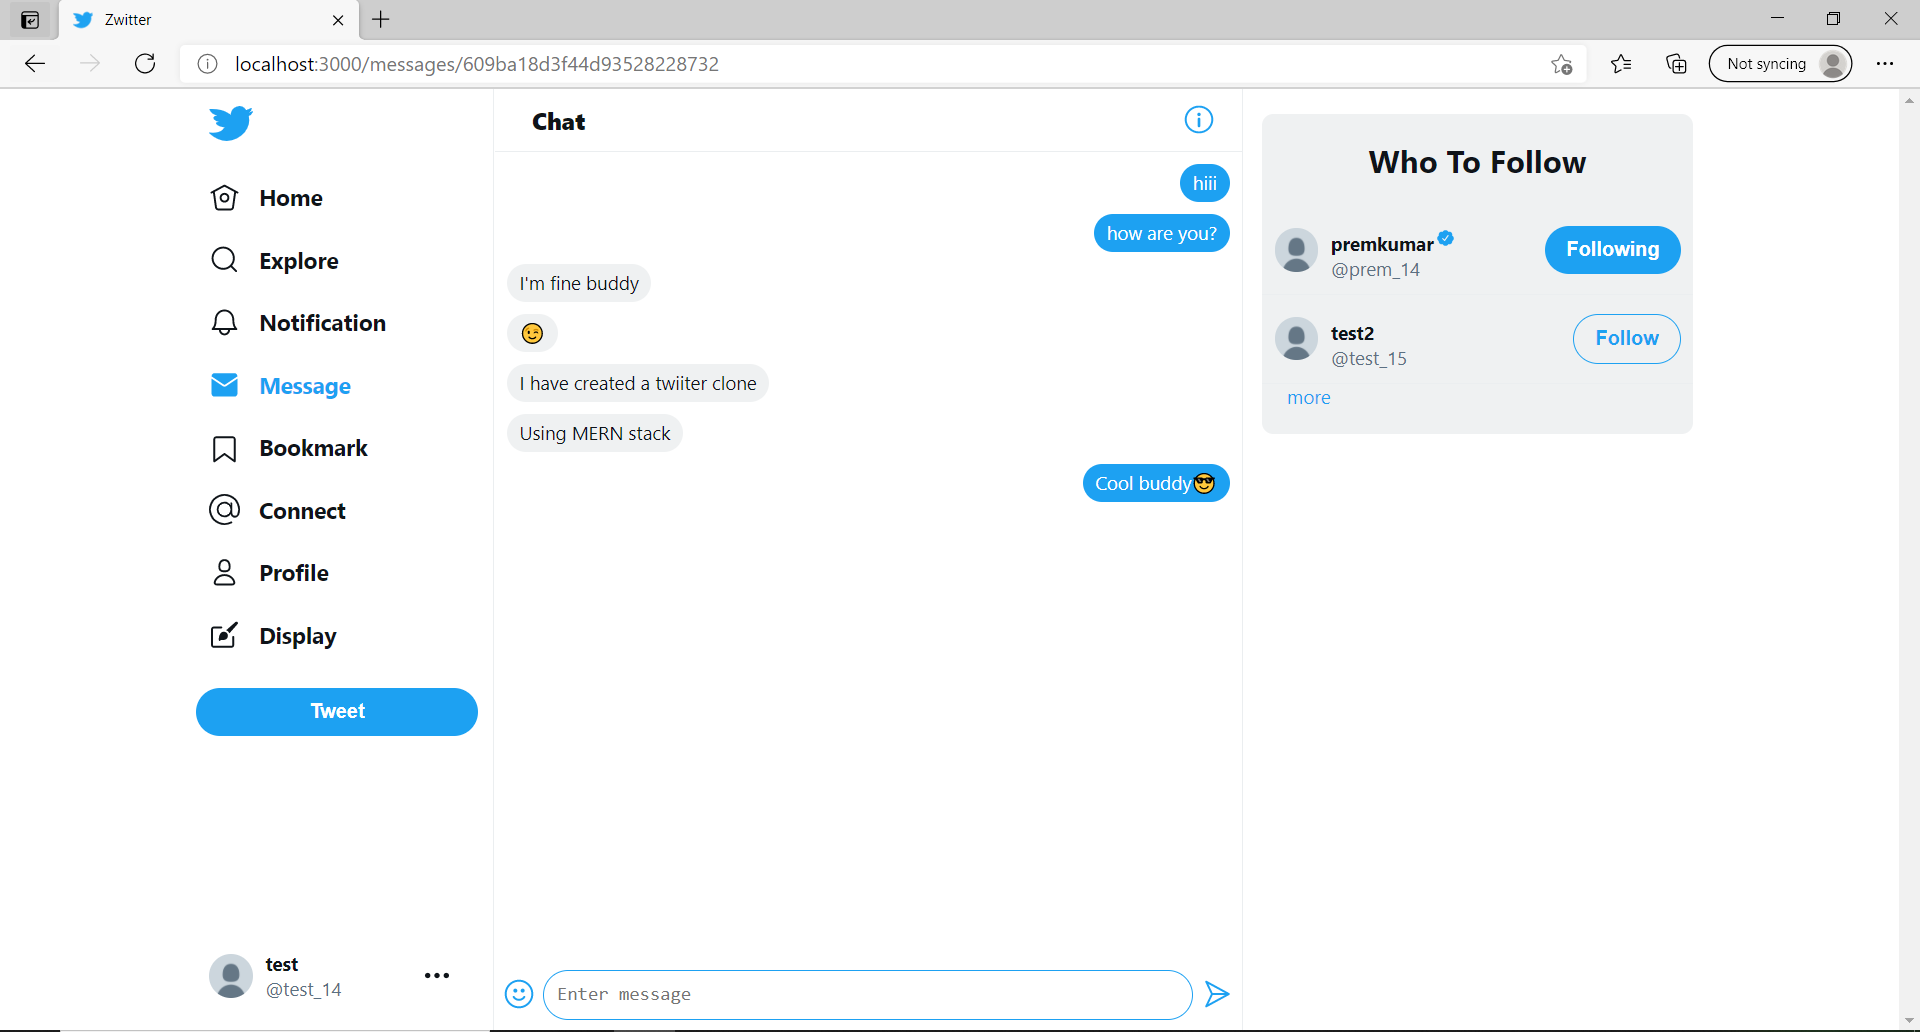 Zwitter
localhost:3000/messages/609ba18d3f44d93528228732
Not syncing
Home
Explore
Notification
Message
Bookmark
Connect
Profile
Display
Tweet
test
@test_14
Chat
hiii
how are you?
I'm fine buddy
😉
I have created a twiiter clone
Using MERN stack
Cool buddy😎
Enter message
Who To Follow
premkumar
@prem_14
Following
test2
@test_15
Follow
more